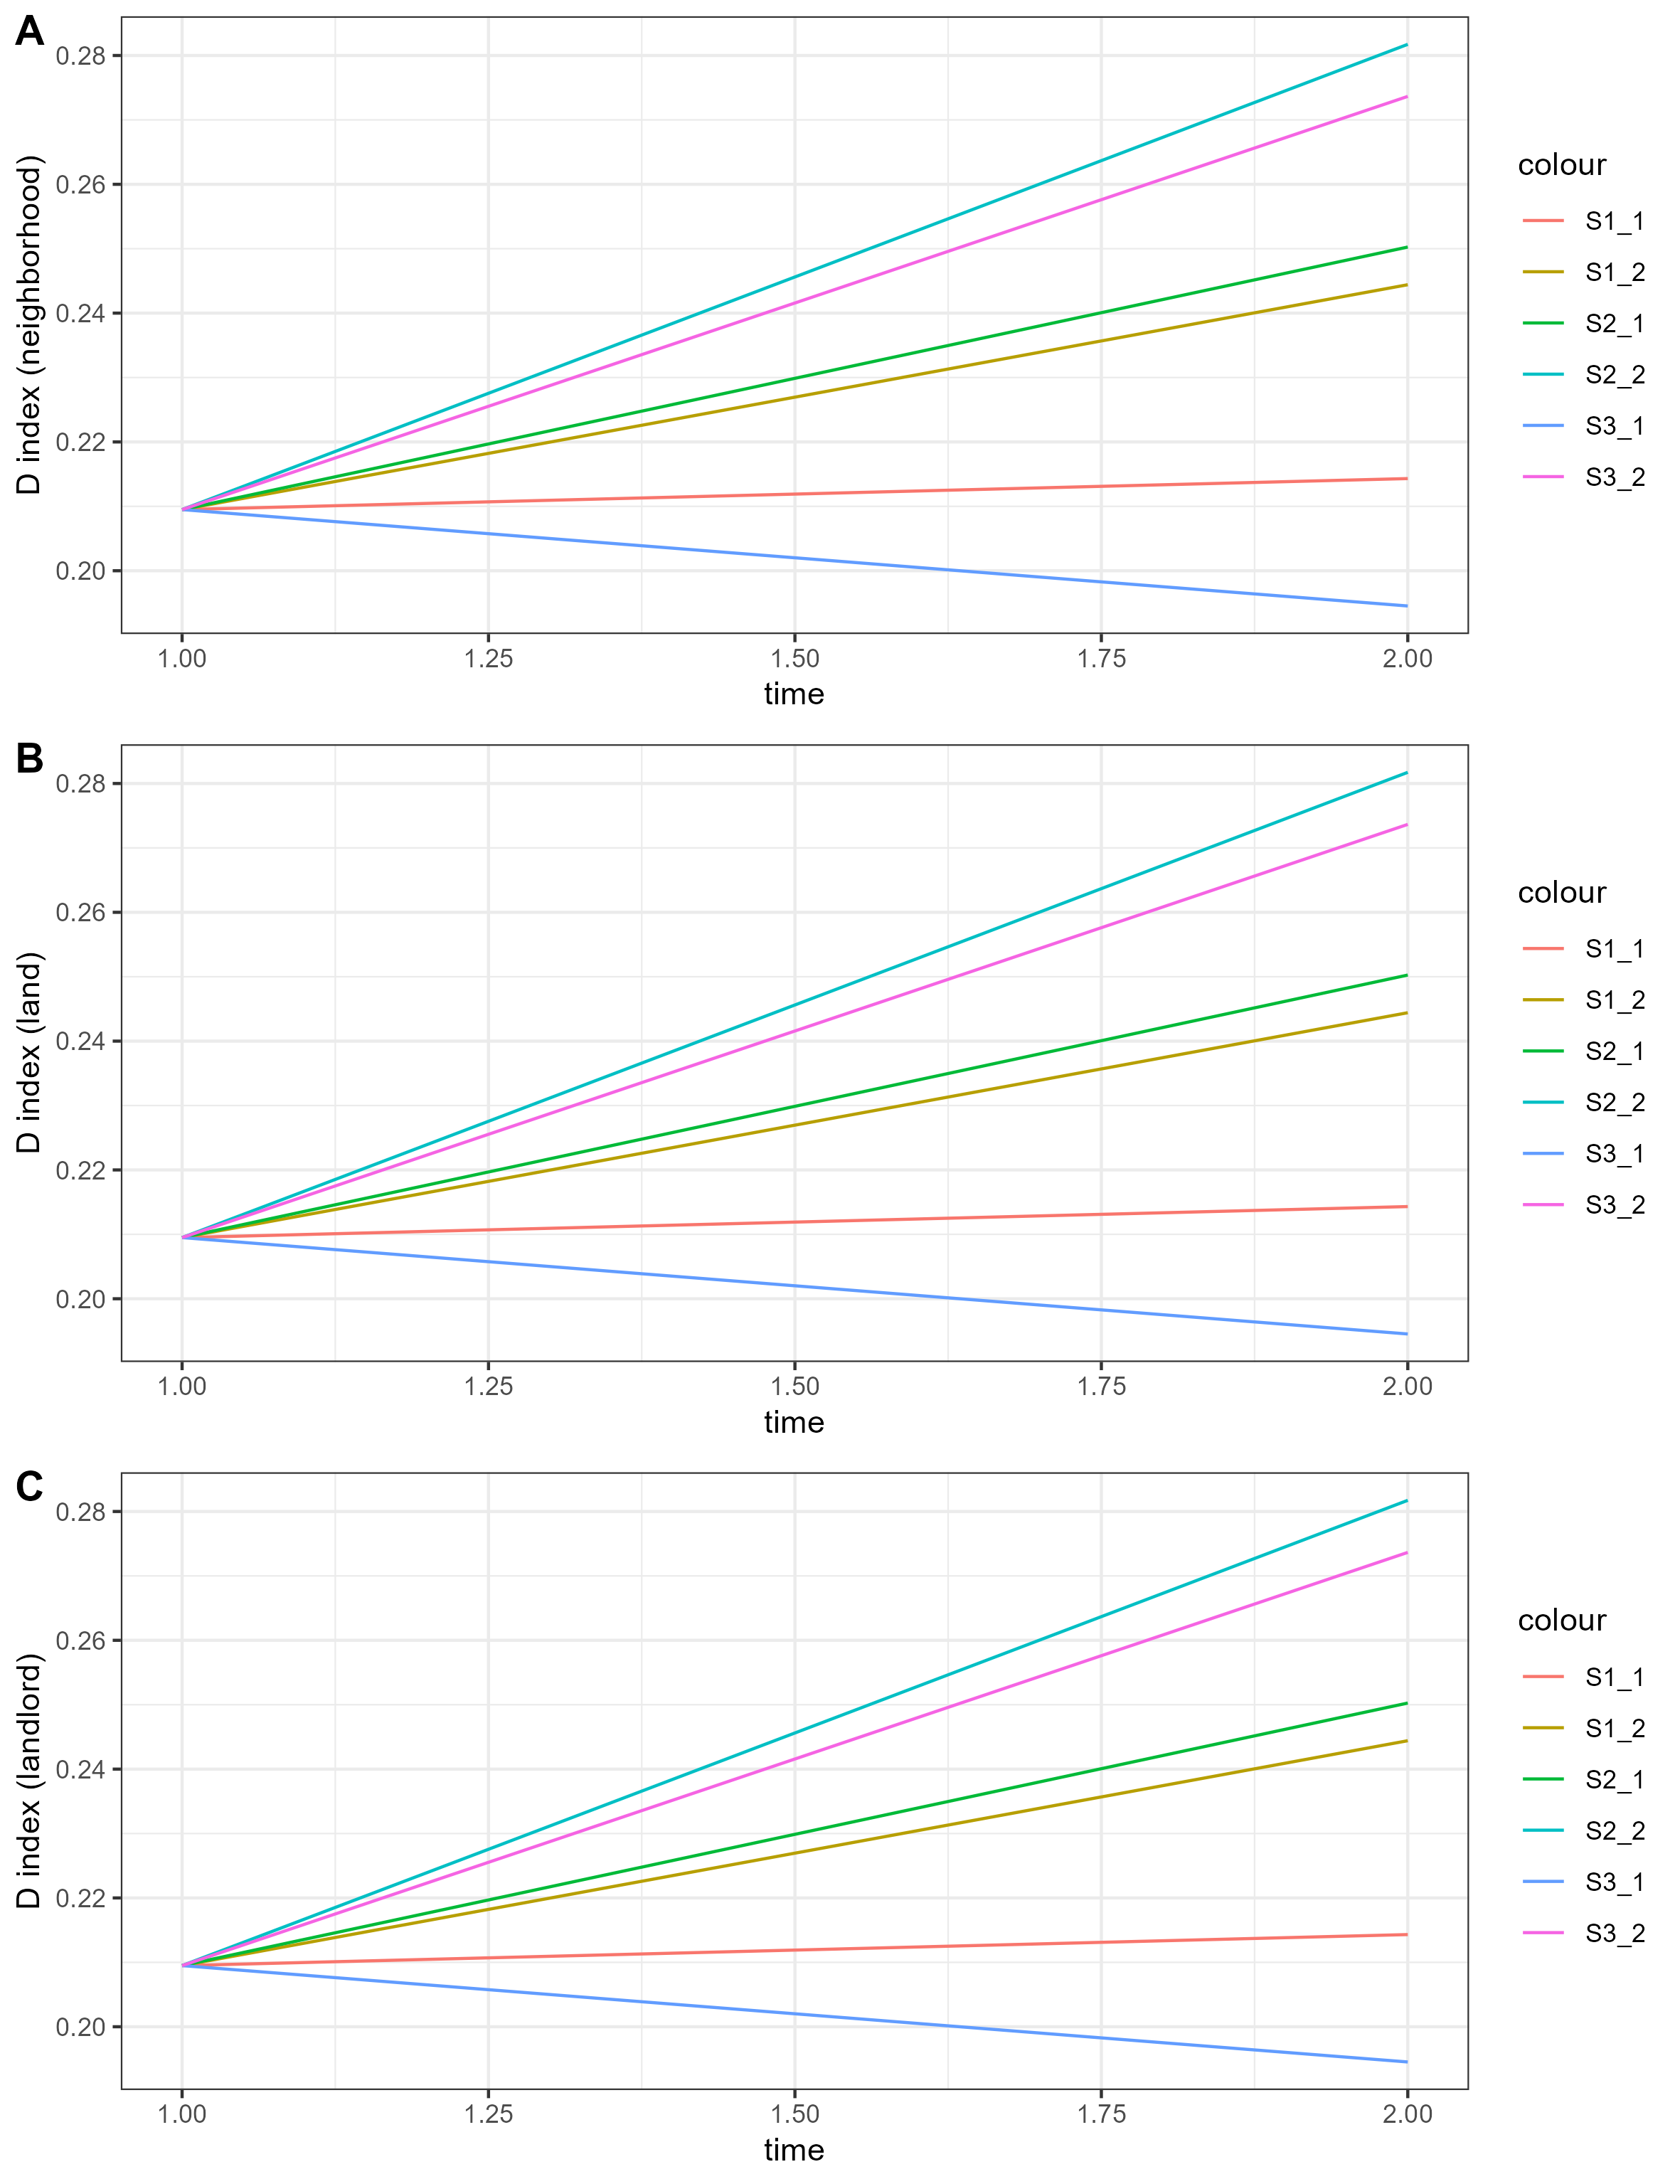 A
D index (neighborhood)
0.28
0.26
0.24
0.22
0.20
1.00 1.25 1.50 1.75 2.00
time
colour
S1_1
S1_2
S2_1
S2_2
S3_1
S3_2
B
D index (land)
0.28
0.26
0.24
0.22
0.20
1.00 1.25 1.50 1.75 2.00
time
colour
S1_1
S1_2
S2_1
S2_2
S3_1
S3_2
C
D index (landlord)
0.28
0.26
0.24
0.22
0.20
1.00 1.25 1.50 1.75 2.00
time
colour
S1_1
S1_2
S2_1
S2_2
S3_1
S3_2